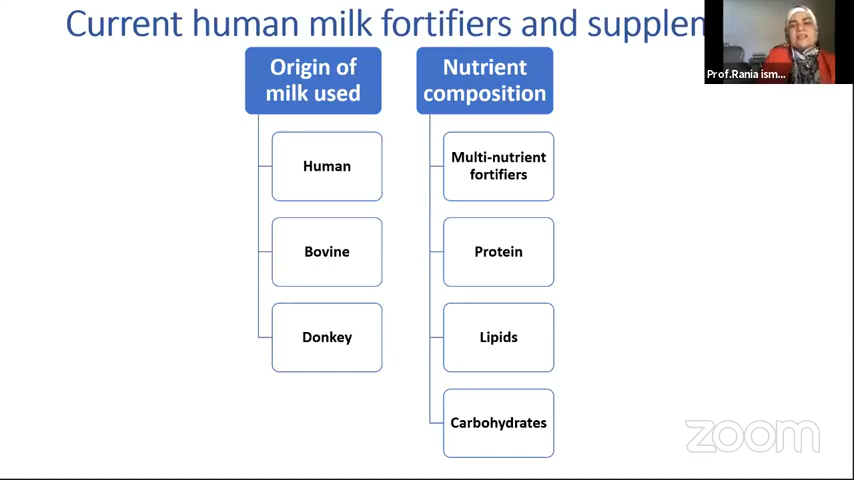 Current human milk fortifiers and supplem
Prof.Rania ism...
Origin of
milk used
Human
Bovine
Donkey
Nutrient
composition
Multi-nutrient
fortifiers
Protein
Lipids
Carbohydrates
zoom